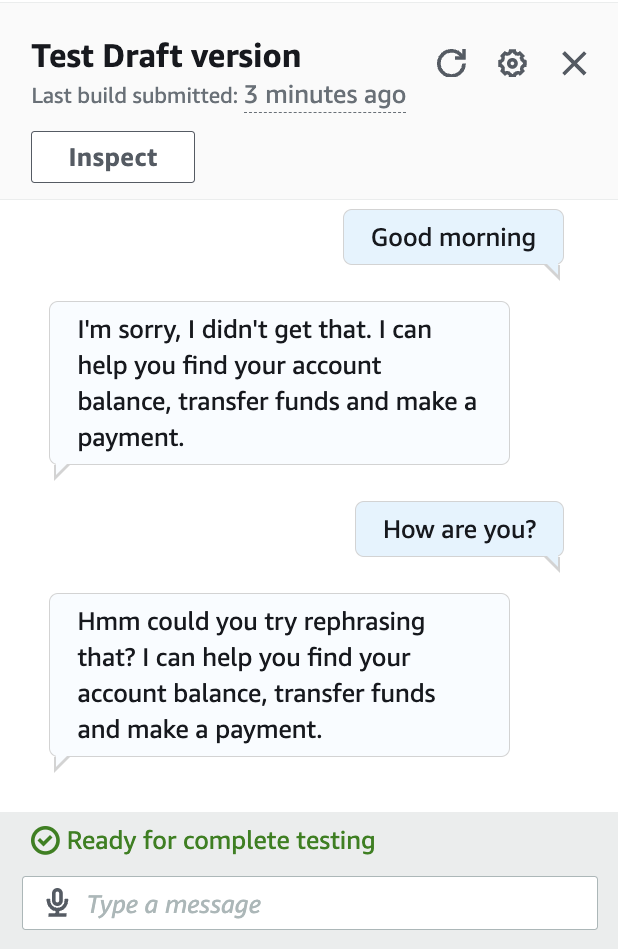 Test Draft version
Last build submitted: 3 minutes ago
Inspect
Good morning
I'm sorry, I didn't get that. I can
help you find your account
balance, transfer funds and make a
payment.
How are you?
Hmm could you try rephrasing
that? I can help you find your
account balance, transfer funds
and make a payment.
Ready for complete testing
Type a message